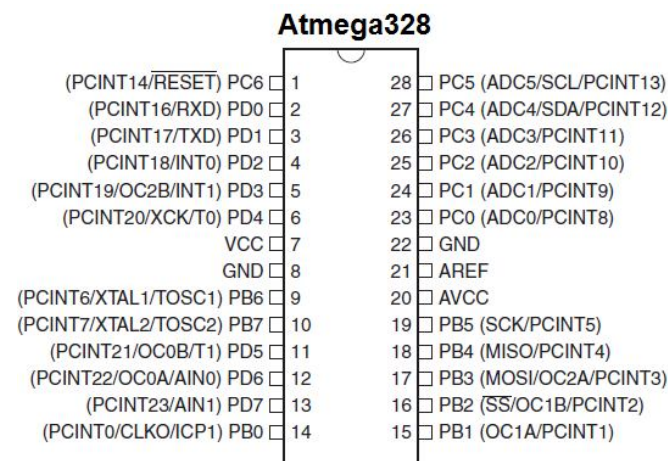 Atmega328
(PCINT14/RESET) PC6 1 28 PC5 (ADC5/SCL/PCINT13)
(PCINT16/RXD) PD0 2 27 PC4 (ADC4/SDA/PCINT12)
(PCINT17/TXD) PD1 3 26 PC3 (ADC3/PCINT11)
(PCINT18/INT0) PD2 4 25 PC2 (ADC2/PCINT10)
(PCINT19/OC2B/INT1) PD3 5 24 PC1 (ADC1/PCINT9)
(PCINT20/XCK/T0) PD4 6 23 PC0 (ADC0/PCINT8)
VCC 7 22 GND
GND 8 21 AREF
(PCINT6/XTAL1/TOSC1) PB6 9 20 AVCC
(PCINT7/XTAL2/TOSC2) PB7 10 19 PB5 (SCK/PCINT5)
(PCINT21/OC0B/T1) PD5 11 18 PB4 (MISO/PCINT4)
(PCINT22/OC0A/AIN0) PD6 12 17 PB3 (MOSI/OC2A/PCINT3)
(PCINT23/AIN1) PD7 13 16 PB2 (SS/OC1B/PCINT2)
(PCINT0/CLKO/ICP1) PB0 14 15 PB1 (OC1A/PCINT1)